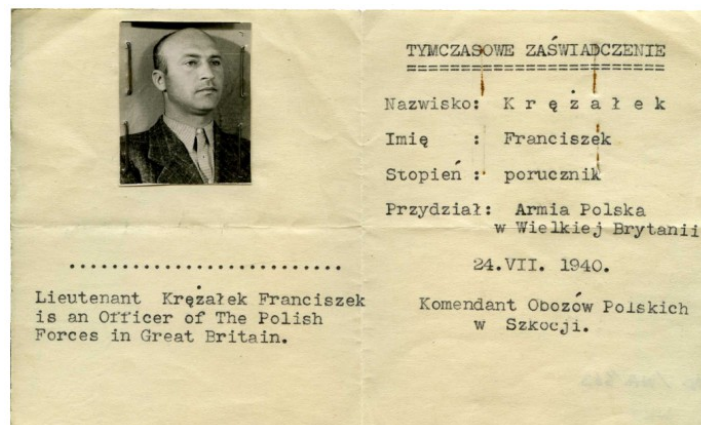 TYMCZASOWE ZAŚWIADCZENIE
=========================
Nazwisko: K r ę ż a ł e k
Imię : Franciszek
Stopień : porucznik
Przydział: Armia Polska
w Wielkiej Brytanii
24.VII. 1940.
Komendant Obozów Polskich
w Szkocji.
..........................
Lieutenant Krężałek Franciszek
is an Officer of The Polish
Forces in Great Britain.